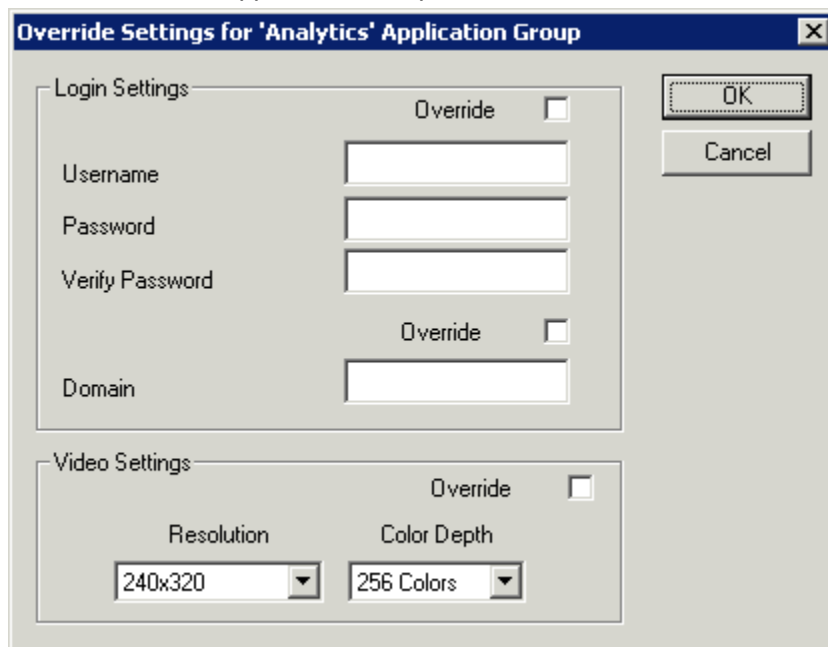 Override Settings for 'Analytics' Application Group
Login Settings
Override
OK
Username
Cancel
Password
Verify Password
Override
Domain
Video Settings
Override
Resolution Color Depth
240x320 256 Colors